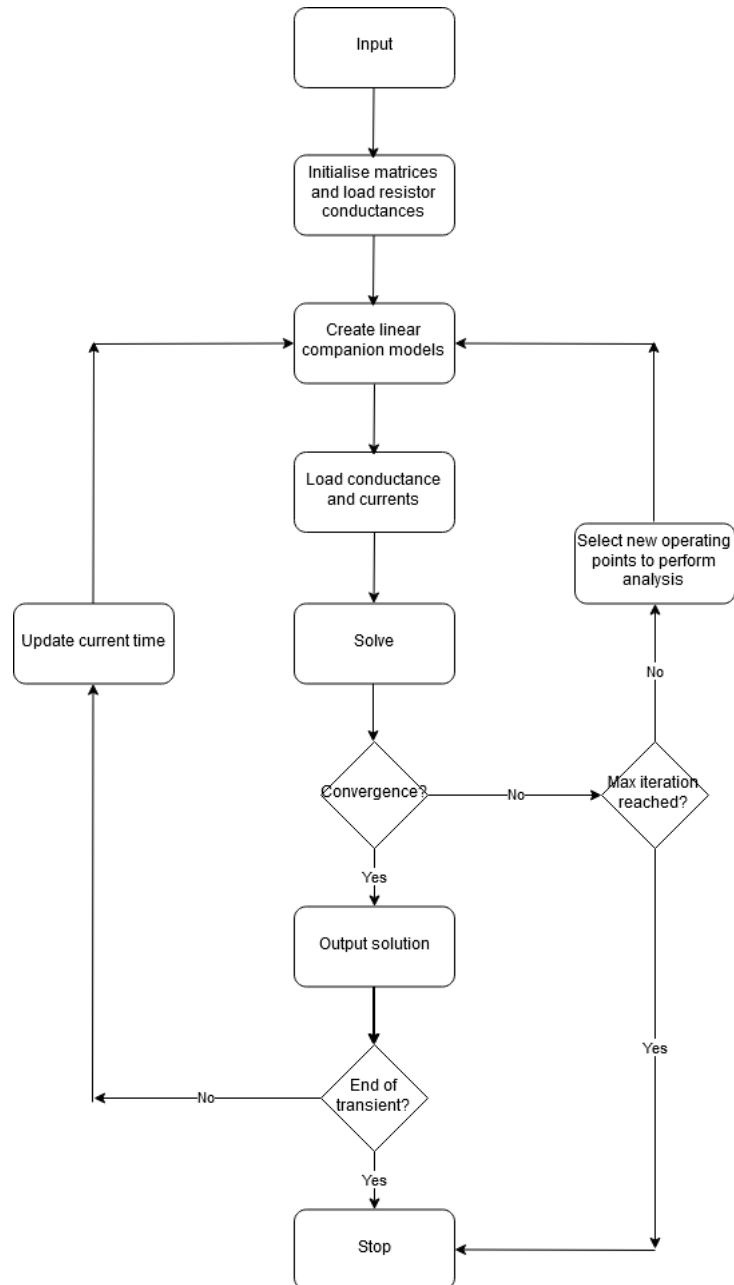 Input
Initialise matrices
and load resistor
conductances
Create linear
companion models
Load conductance
and currents
Select new operating
points to perform
analysis
Update current time
Solve
No
Convergence?
No
Max iteration
reached?
Yes
Output solution
Yes
End of
transient?
No
Yes
Stop